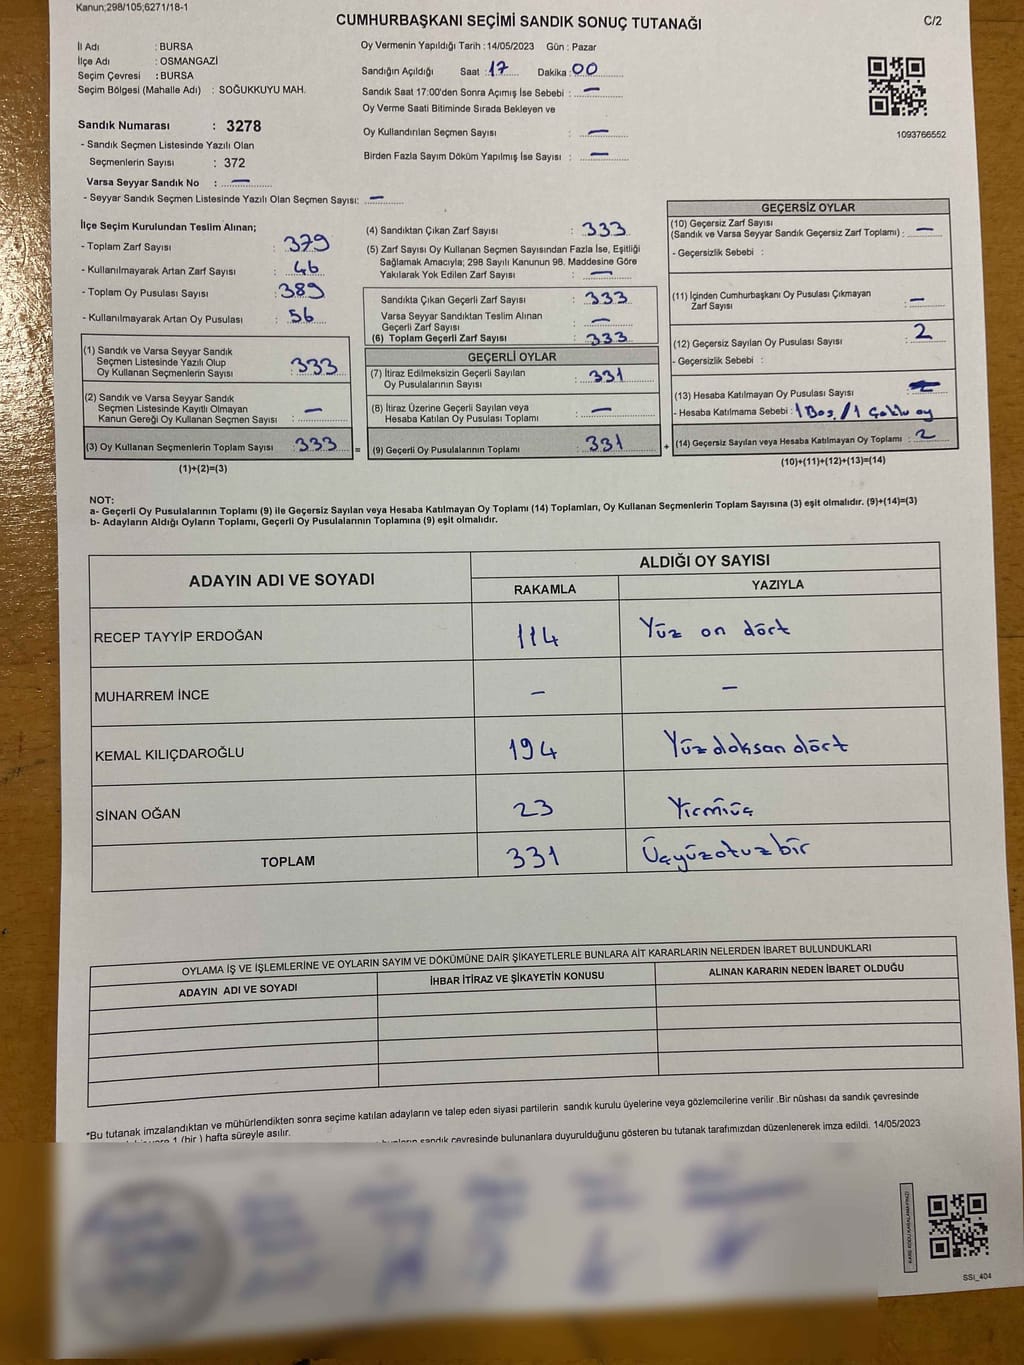 Kanun;298/105;6271/18-1
CUMHURBAŞKANI SEÇİMİ SANDIK SONUÇ TUTANAĞI
C/2
İl Adı : BURSA
İlçe Adı : OSMANGAZİ
Seçim Çevresi : BURSA
Seçim Bölgesi (Mahalle Adı) : SOĞUKKUYU MAH.
Sandık Numarası : 3278
- Sandık Seçmen Listesinde Yazılı Olan
Seçmenlerin Sayısı : 372
Varsa Seyyar Sandık No : —
- Seyyar Sandık Seçmen Listesinde Yazılı Olan Seçmen Sayısı: —
Oy Vermenin Yapıldığı Tarih : 14/05/2023 Gün : Pazar
Sandığın Açıldığı Saat : 17 Dakika : 00
Sandık Saat 17:00'den Sonra Açımış İse Sebebi : —
Oy Verme Saati Bitiminde Sırada Bekleyen ve
Oy Kullandırılan Seçmen Sayısı : —
Birden Fazla Sayım Döküm Yapılmış İse Sayısı : —
1093766552
İlçe Seçim Kurulundan Teslim Alınan;
- Toplam Zarf Sayısı : 379
- Kullanılmayarak Artan Zarf Sayısı : 46
- Toplam Oy Pusulası Sayısı : 389
- Kullanılmayarak Artan Oy Pusulası : 56
(1) Sandık ve Varsa Seyyar Sandık
Seçmen Listesinde Yazılı Olup
Oy Kullanan Seçmenlerin Sayısı : 333
(2) Sandık ve Varsa Seyyar Sandık
Seçmen Listesinde Kayıtlı Olmayan
Kanun Gereği Oy Kullanan Seçmen Sayısı : —
(3) Oy Kullanan Seçmenlerin Toplam Sayısı : 333 =
(1)+(2)=(3)
(4) Sandıktan Çıkan Zarf Sayısı : 333
(5) Zarf Sayısı Oy Kullanan Seçmen Sayısından Fazla İse, Eşitliği
Sağlamak Amacıyla; 298 Sayılı Kanunun 98. Maddesine Göre
Yakılarak Yok Edilen Zarf Sayısı : —
Sandıkta Çıkan Geçerli Zarf Sayısı : 333
Varsa Seyyar Sandıktan Teslim Alınan
Geçerli Zarf Sayısı : —
(6) Toplam Geçerli Zarf Sayısı : 333
GEÇERLİ OYLAR
(7) İtiraz Edilmeksizin Geçerli Sayılan
Oy Pusulalarının Sayısı : 331
(8) İtiraz Üzerine Geçerli Sayılan veya
Hesaba Katılan Oy Pusulası Toplamı : —
(9) Geçerli Oy Pusulalarının Toplamı : 331 +
GEÇERSİZ OYLAR
(10) Geçersiz Zarf Sayısı
(Sandık ve Varsa Seyyar Sandık Geçersiz Zarf Toplamı) : —
- Geçersizlik Sebebi :
(11) İçinden Cumhurbaşkanı Oy Pusulası Çıkmayan
Zarf Sayısı : —
(12) Geçersiz Sayılan Oy Pusulası Sayısı : 2
- Geçersizlik Sebebi :
(13) Hesaba Katılmayan Oy Pusulası Sayısı :
- Hesaba Katılmama Sebebi : 1 Boş / 1 Çoklu oy
(14) Geçersiz Sayılan veya Hesaba Katılmayan Oy Toplamı : 2
(10)+(11)+(12)+(13)=(14)
NOT:
a- Geçerli Oy Pusulalarının Toplamı (9) ile Geçersiz Sayılan veya Hesaba Katılmayan Oy Toplamı (14) Toplamları, Oy Kullanan Seçmenlerin Toplam Sayısına (3) eşit olmalıdır. (9)+(14)=(3)
b- Adayların Aldığı Oyların Toplamı, Geçerli Oy Pusulalarının Toplamına (9) eşit olmalıdır.
ADAYIN ADI VE SOYADI
ALDIĞI OY SAYISI
RAKAMLA YAZIYLA
RECEP TAYYİP ERDOĞAN 114 Yüz on dört
MUHARREM İNCE — —
KEMAL KILIÇDAROĞLU 194 Yüzdoksan dört
SİNAN OĞAN 23 Yirmiüç
TOPLAM 331 Üçyüzotuzbir
OYLAMA İŞ VE İŞLEMLERİNE VE OYLARIN SAYIM VE DÖKÜMÜNE DAİR ŞİKAYETLERLE BUNLARA AİT KARARLARIN NELERDEN İBARET BULUNDUKLARI
ADAYIN ADI VE SOYADI İHBAR İTİRAZ VE ŞİKAYETİN KONUSU ALINAN KARARIN NEDEN İBARET OLDUĞU
*Bu tutanak imzalandıktan ve mühürlendikten sonra seçime katılan adayların ve talep eden siyasi partilerin sandık kurulu üyelerine veya gözlemcilerine verilir .Bir nüshası da sandık çevresinde
1 (bir ) hafta süreyle asılır.
sandık çevresinde bulunanlara duyurulduğunu gösteren bu tutanak tarafımızdan düzenlenerek imza edildi. 14/05/2023
SSİ_404